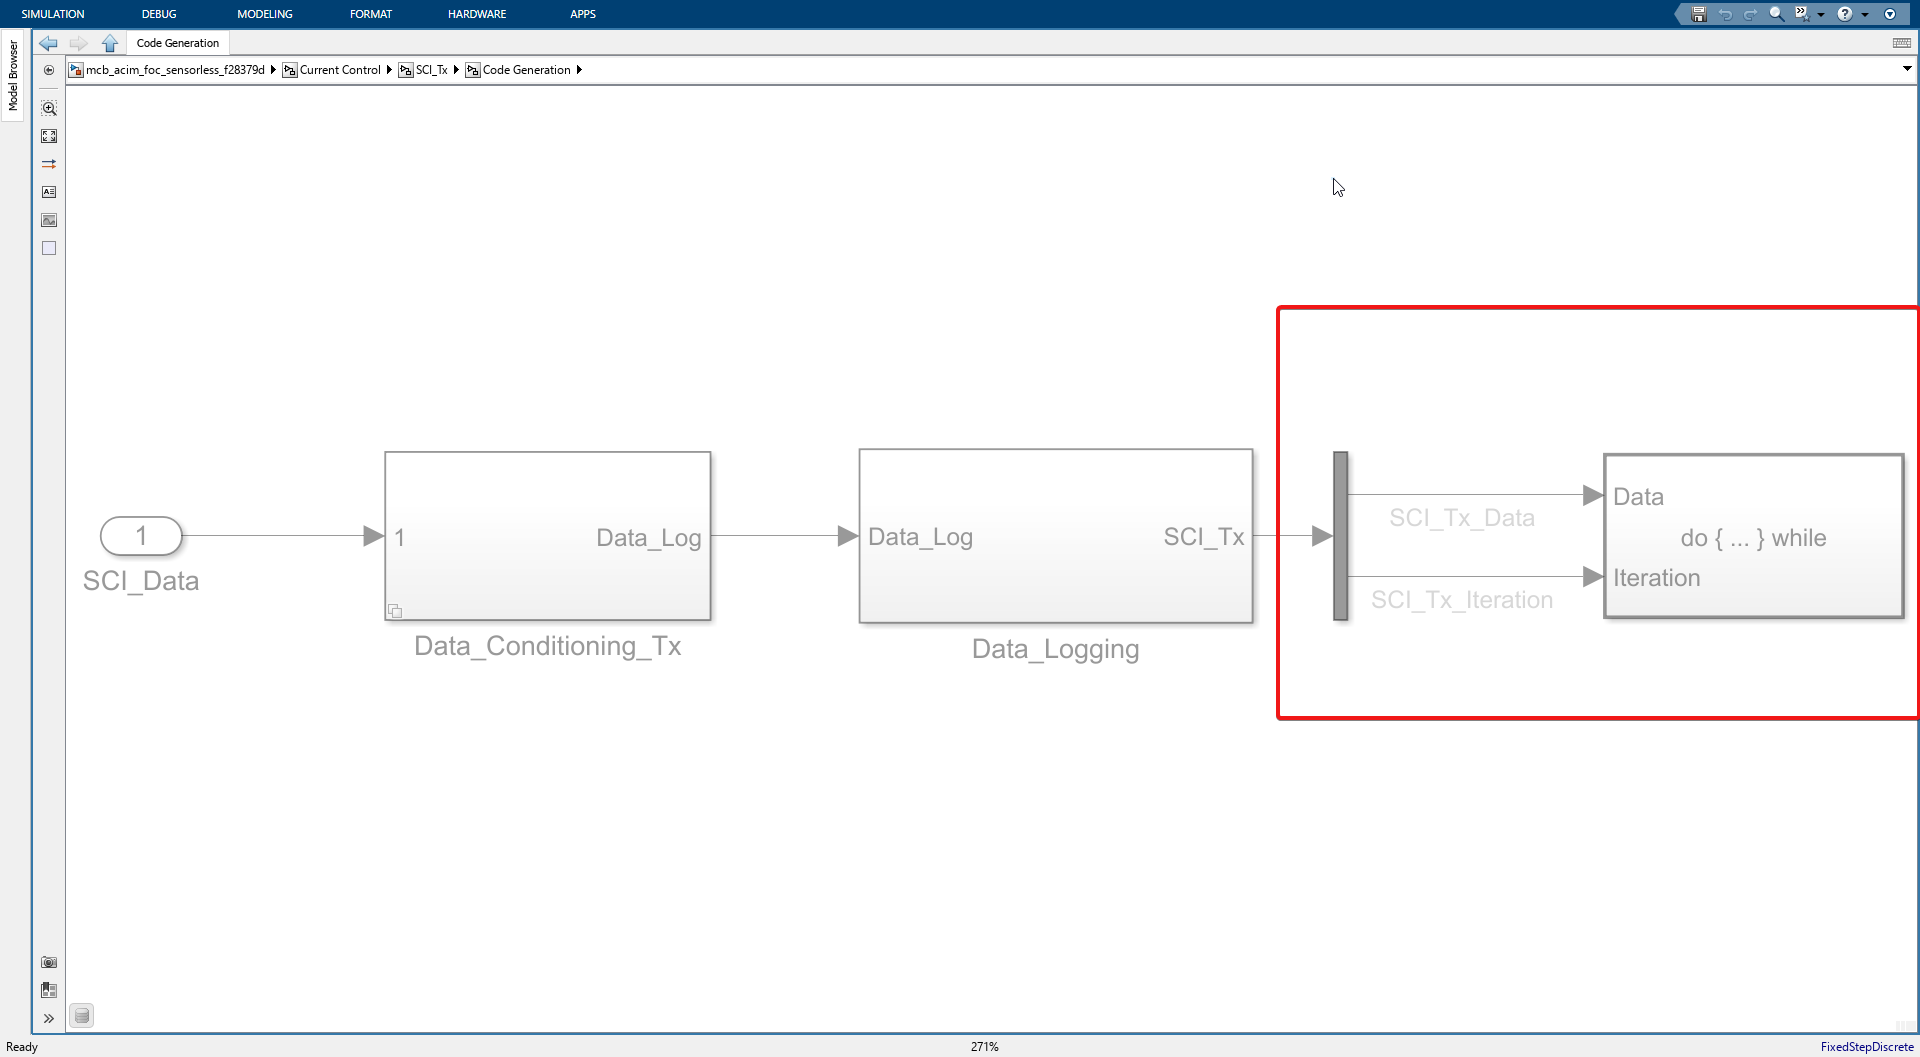 SIMULATION DEBUG MODELING FORMAT HARDWARE APPS
Model Browser
Code Generation
mcb_acim_foc_sensorless_f28379d Current Control SCI_Tx Code Generation
1
SCI_Data
1 Data_Log
Data_Conditioning_Tx
Data_Log SCI_Tx
Data_Logging
SCI_Tx_Data
SCI_Tx_Iteration
Data
do { ... } while
Iteration
Ready 271% FixedStepDiscrete